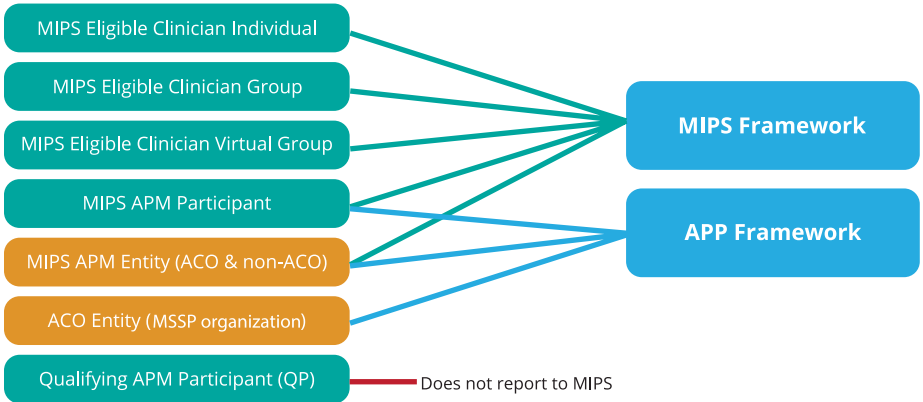 MIPS Eligible Clinician Individual
MIPS Eligible Clinician Group
MIPS Eligible Clinician Virtual Group
MIPS APM Participant
MIPS APM Entity (ACO & non-ACO)
ACO Entity (MSSP organization)
Qualifying APM Participant (QP)
Does not report to MIPS
MIPS Framework
APP Framework